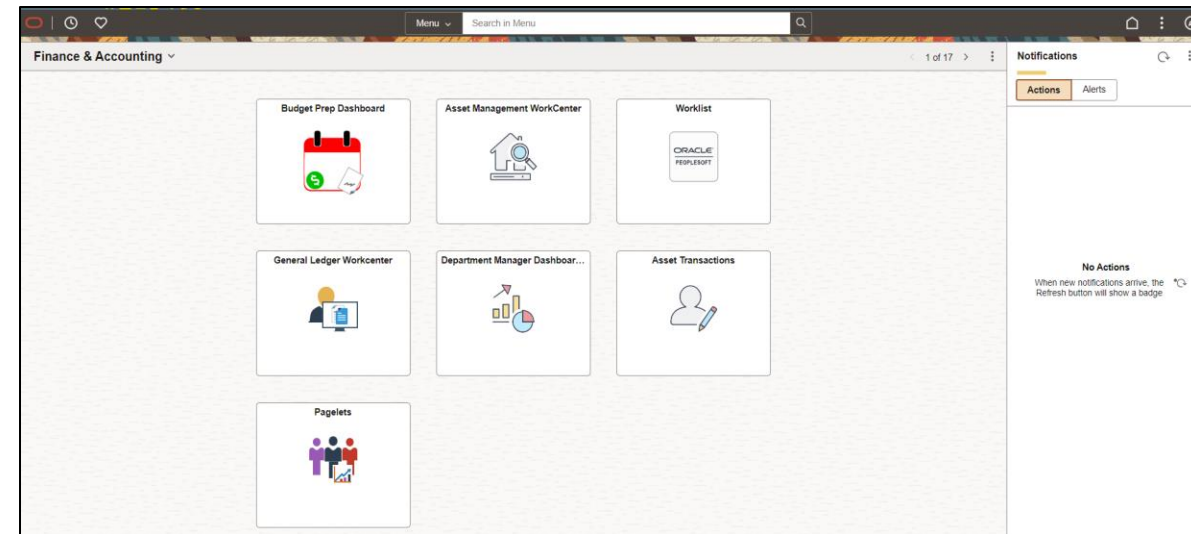 Menu
Search in Menu
Finance & Accounting
1 of 17
Notifications
Actions
Alerts
Budget Prep Dashboard
Asset Management WorkCenter
Worklist
ORACLE
PEOPLESOFT
General Ledger Workcenter
Department Manager Dashboar...
Asset Transactions
No Actions
When new notifications arrive, the
Refresh button will show a badge
Pagelets